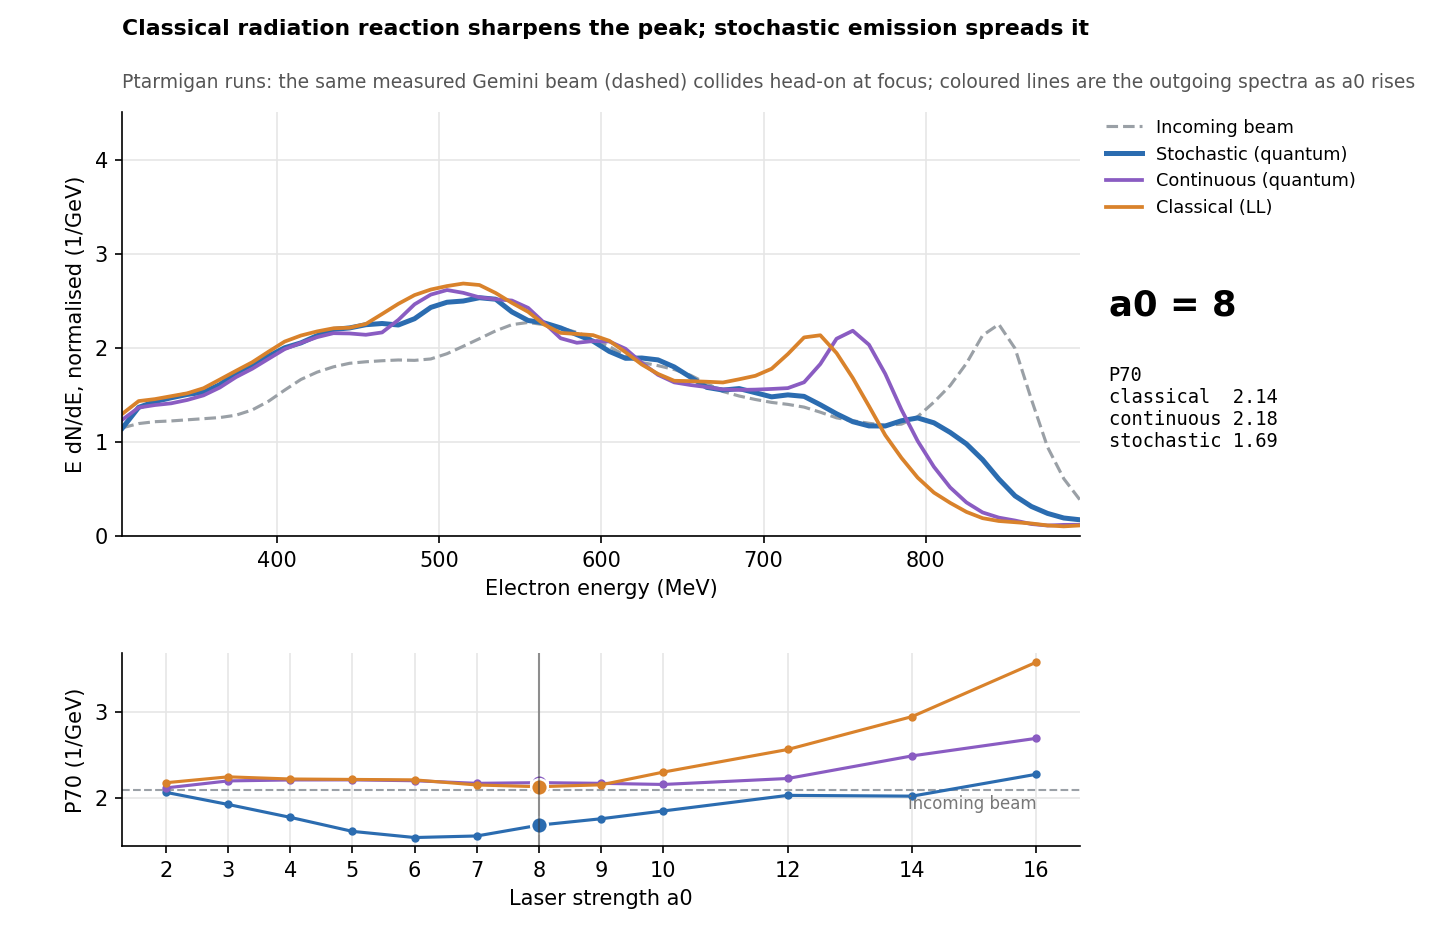 Classical radiation reaction sharpens the peak; stochastic emission spreads it
Ptarmigan runs: the same measured Gemini beam (dashed) collides head-on at focus; coloured lines are the outgoing spectra as a0 rises
E dN/dE, normalised (1/GeV)
4
3
2
1
0
400
500
600
700
800
Electron energy (MeV)
Incoming beam
Stochastic (quantum)
Continuous (quantum)
Classical (LL)
a0 = 8
P70
classical 2.14
continuous 2.18
stochastic 1.69
P70 (1/GeV)
3
2
Incoming beam
2
3
4
5
6
7
8
9
10
12
14
16
Laser strength a0